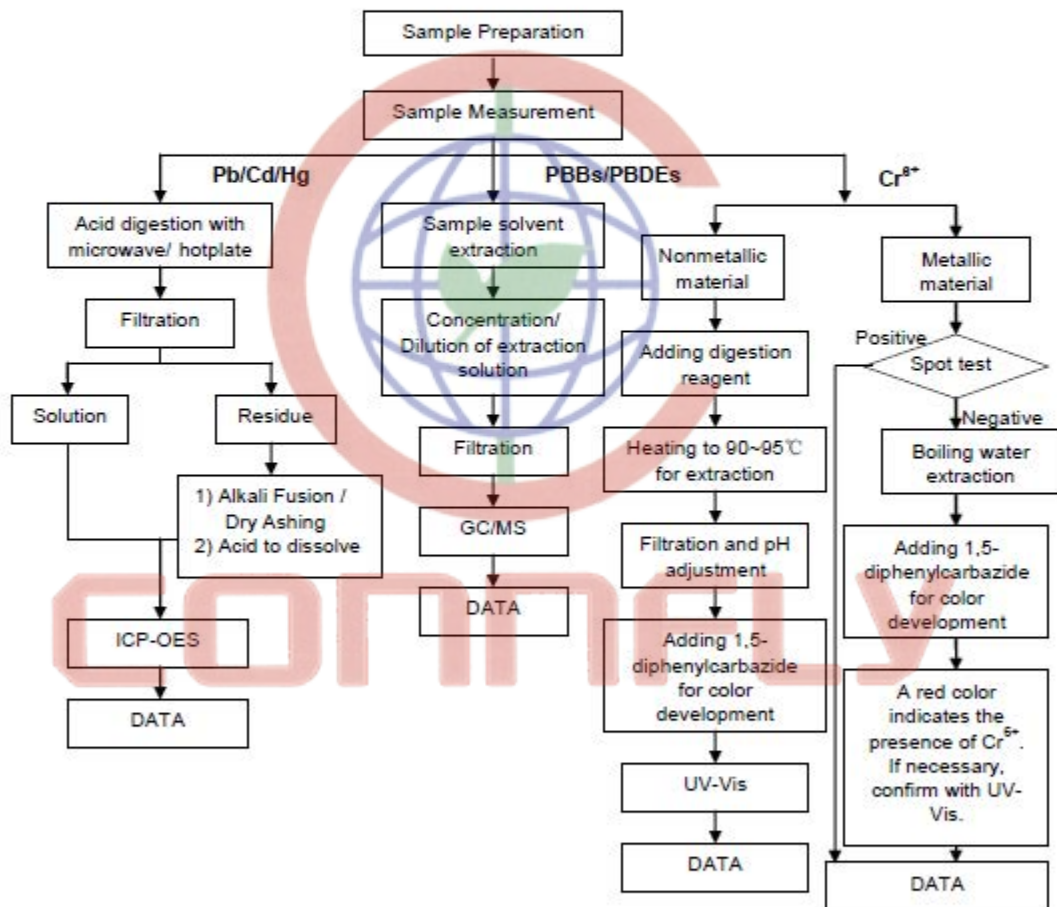 Sample Preparation
Sample Measurement
Pb/Cd/Hg
PBBs/PBDEs
Cr⁶⁺
Acid digestion with
microwave/ hotplate
Filtration
Solution
Residue
1) Alkali Fusion /
Dry Ashing
2) Acid to dissolve
ICP-OES
DATA
Sample solvent
extraction
Concentration/
Dilution of extraction
solution
Filtration
GC/MS
DATA
Nonmetallic
material
Adding digestion
reagent
Heating to 90~95℃
for extraction
Filtration and pH
adjustment
Adding 1,5-
diphenylcarbazide
for color
development
UV-Vis
DATA
Metallic
material
Positive
Spot test
Negative
Boiling water
extraction
Adding 1,5-
diphenylcarbazide
for color
development
A red color
indicates the
presence of Cr⁶⁺.
If necessary,
confirm with UV-
Vis.
DATA
CONNFLY